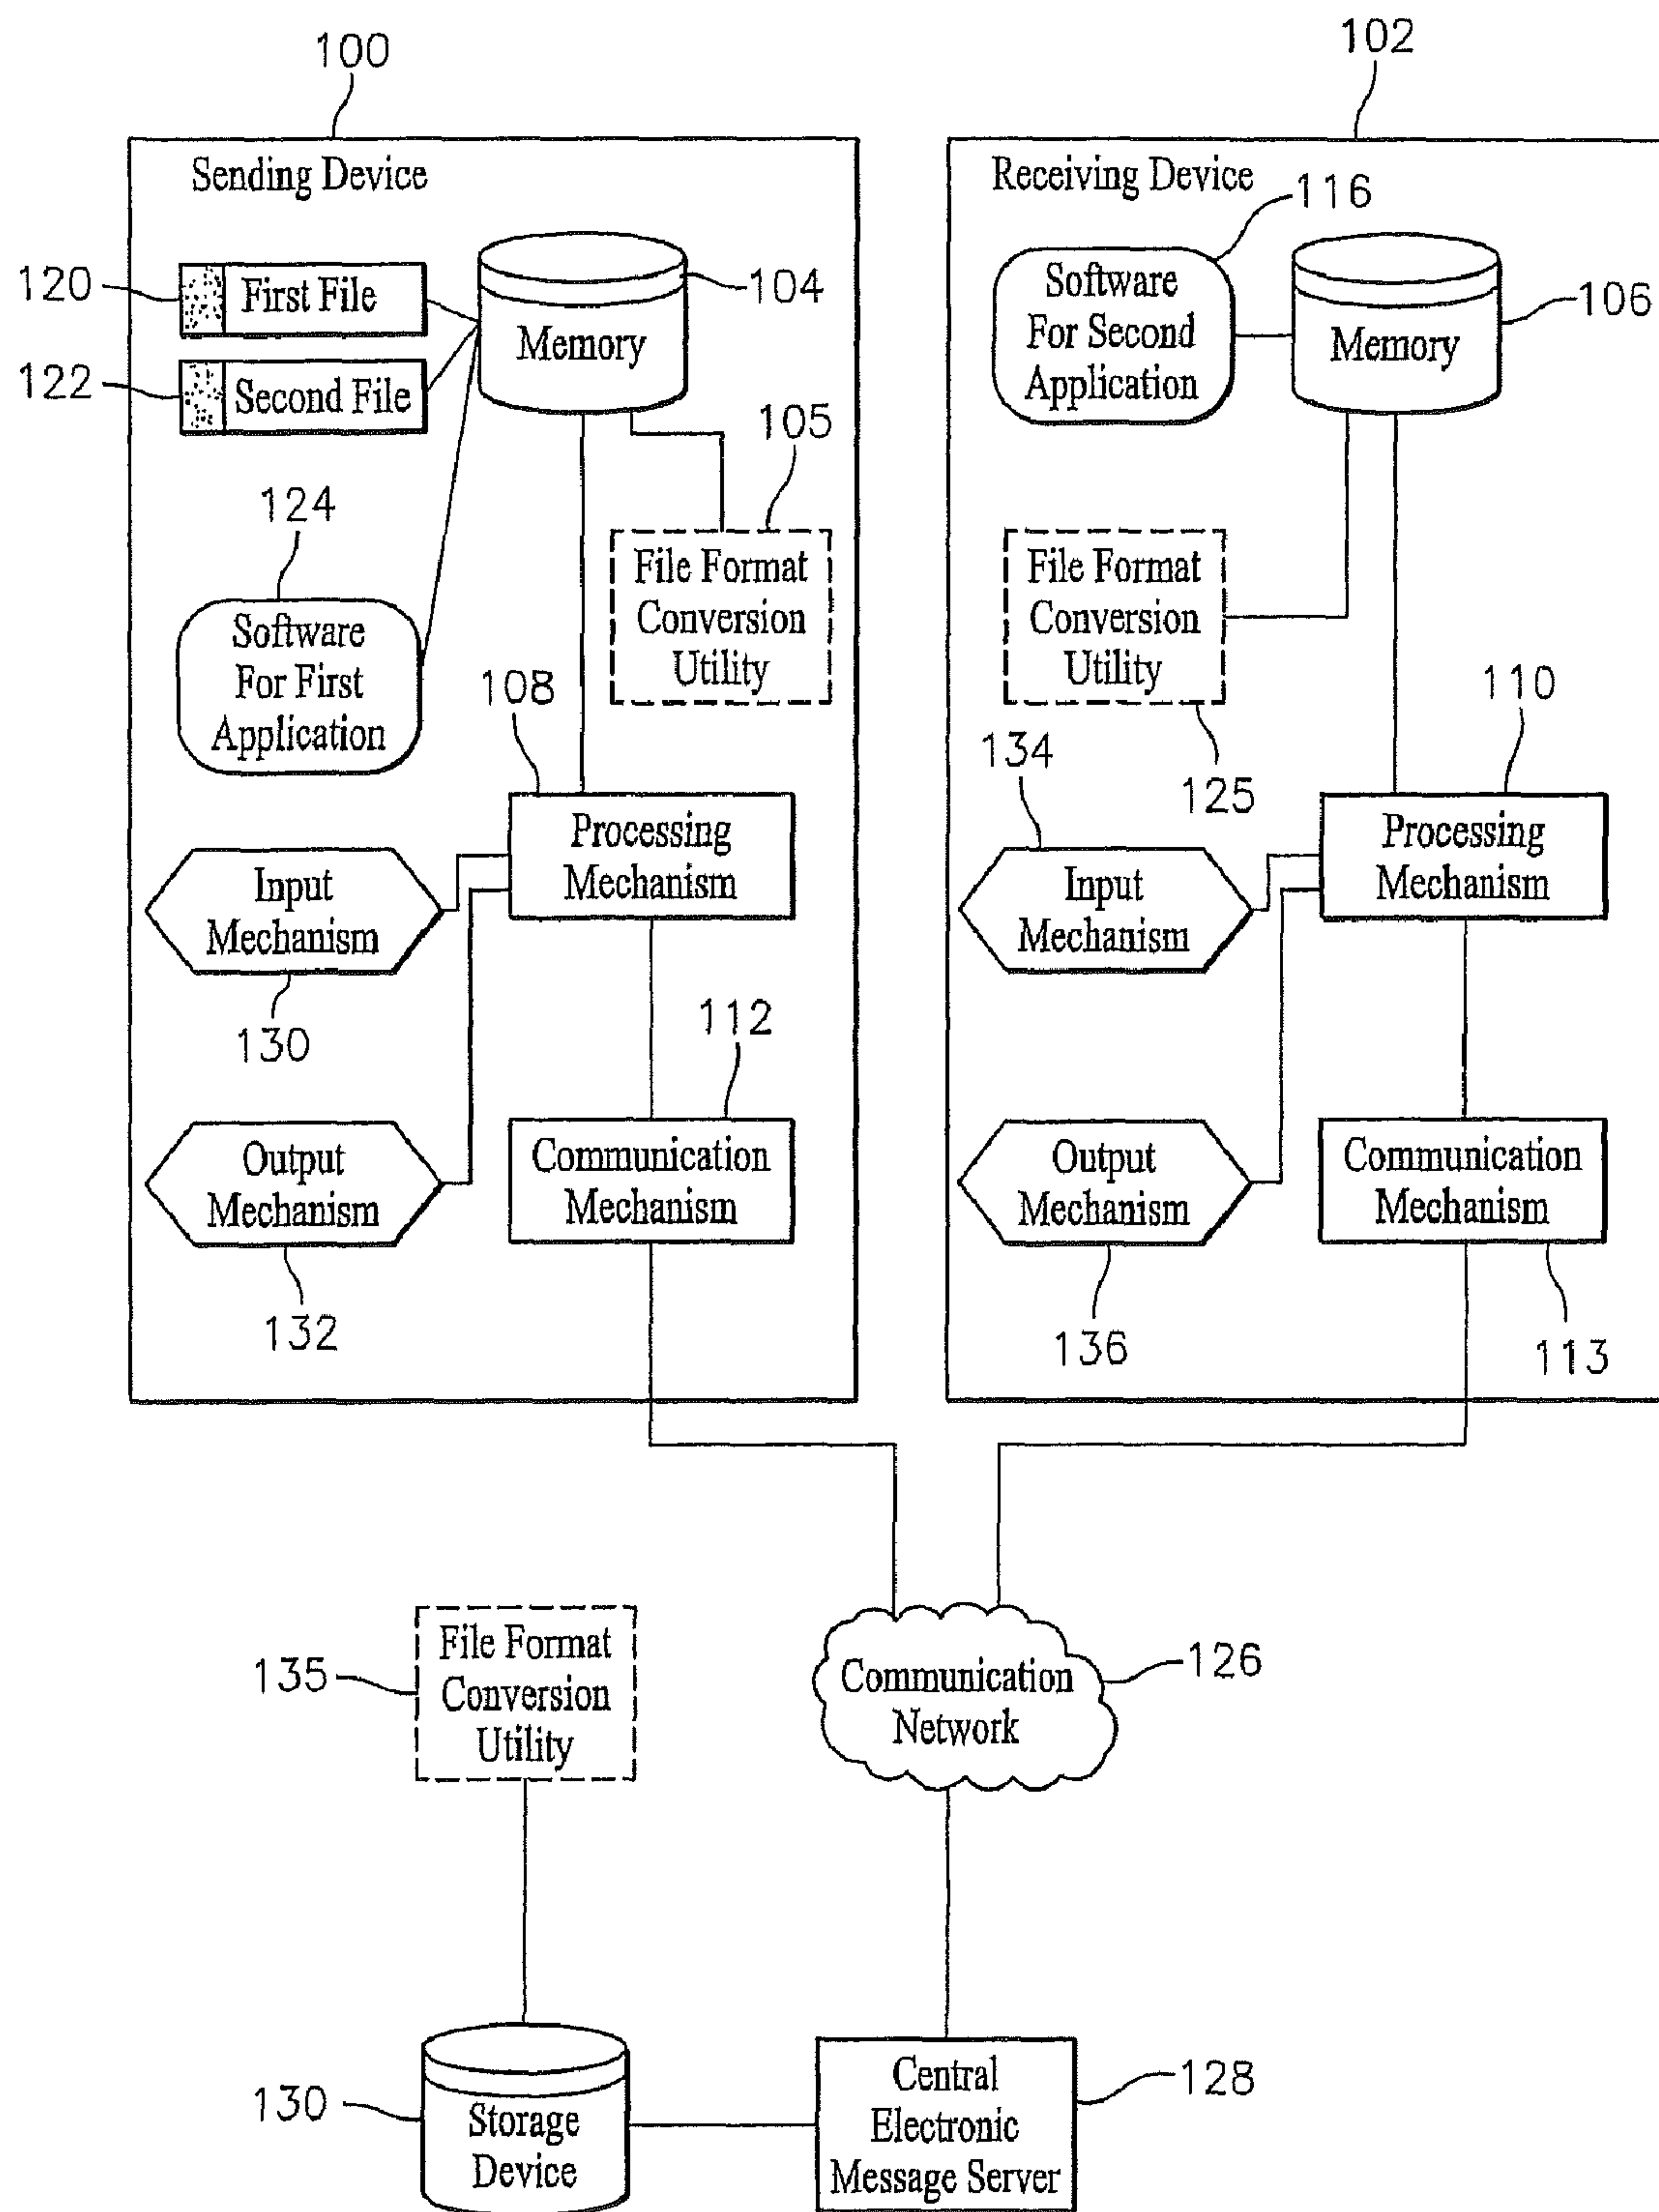 100
102
Sending Device
Receiving Device
116
120
First File
104
Memory
122
Second File
Software
For Second
Application
106
Memory
105
124
File Format
Conversion
Utility
File Format
Conversion
Utility
Software
For First
Application
108
110
134
125
Processing
Mechanism
Processing
Mechanism
Input
Mechanism
Input
Mechanism
130
112
Output
Mechanism
Communication
Mechanism
Output
Mechanism
Communication
Mechanism
132
136
113
File Format
Conversion
Utility
135
Communication
Network
126
130
Storage
Device
Central
Electronic
Message Server
128